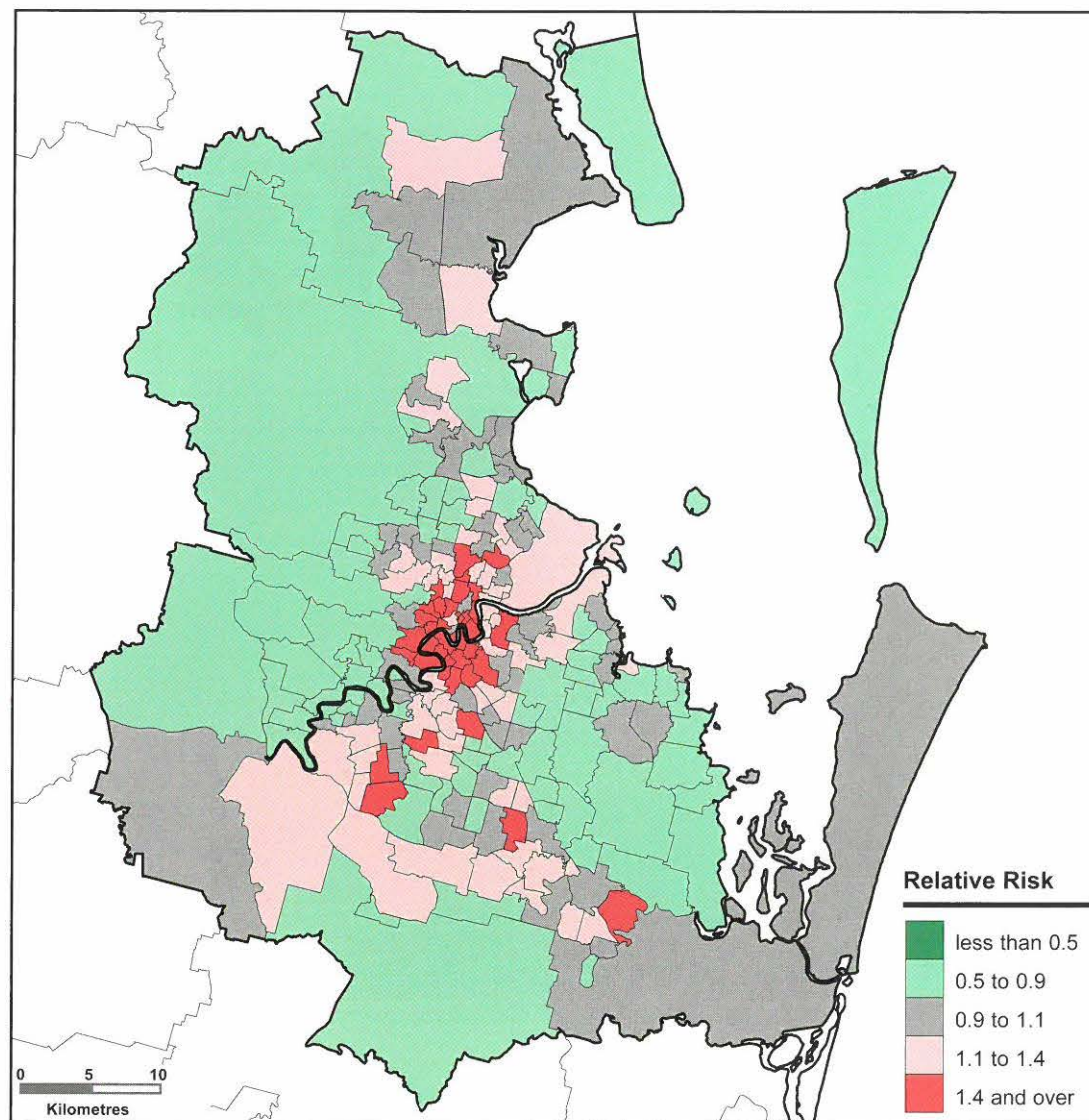 Relative Risk
less than 0.5
0.5 to 0.9
0.9 to 1.1
1.1 to 1.4
1.4 and over
0 5 10
Kilometres